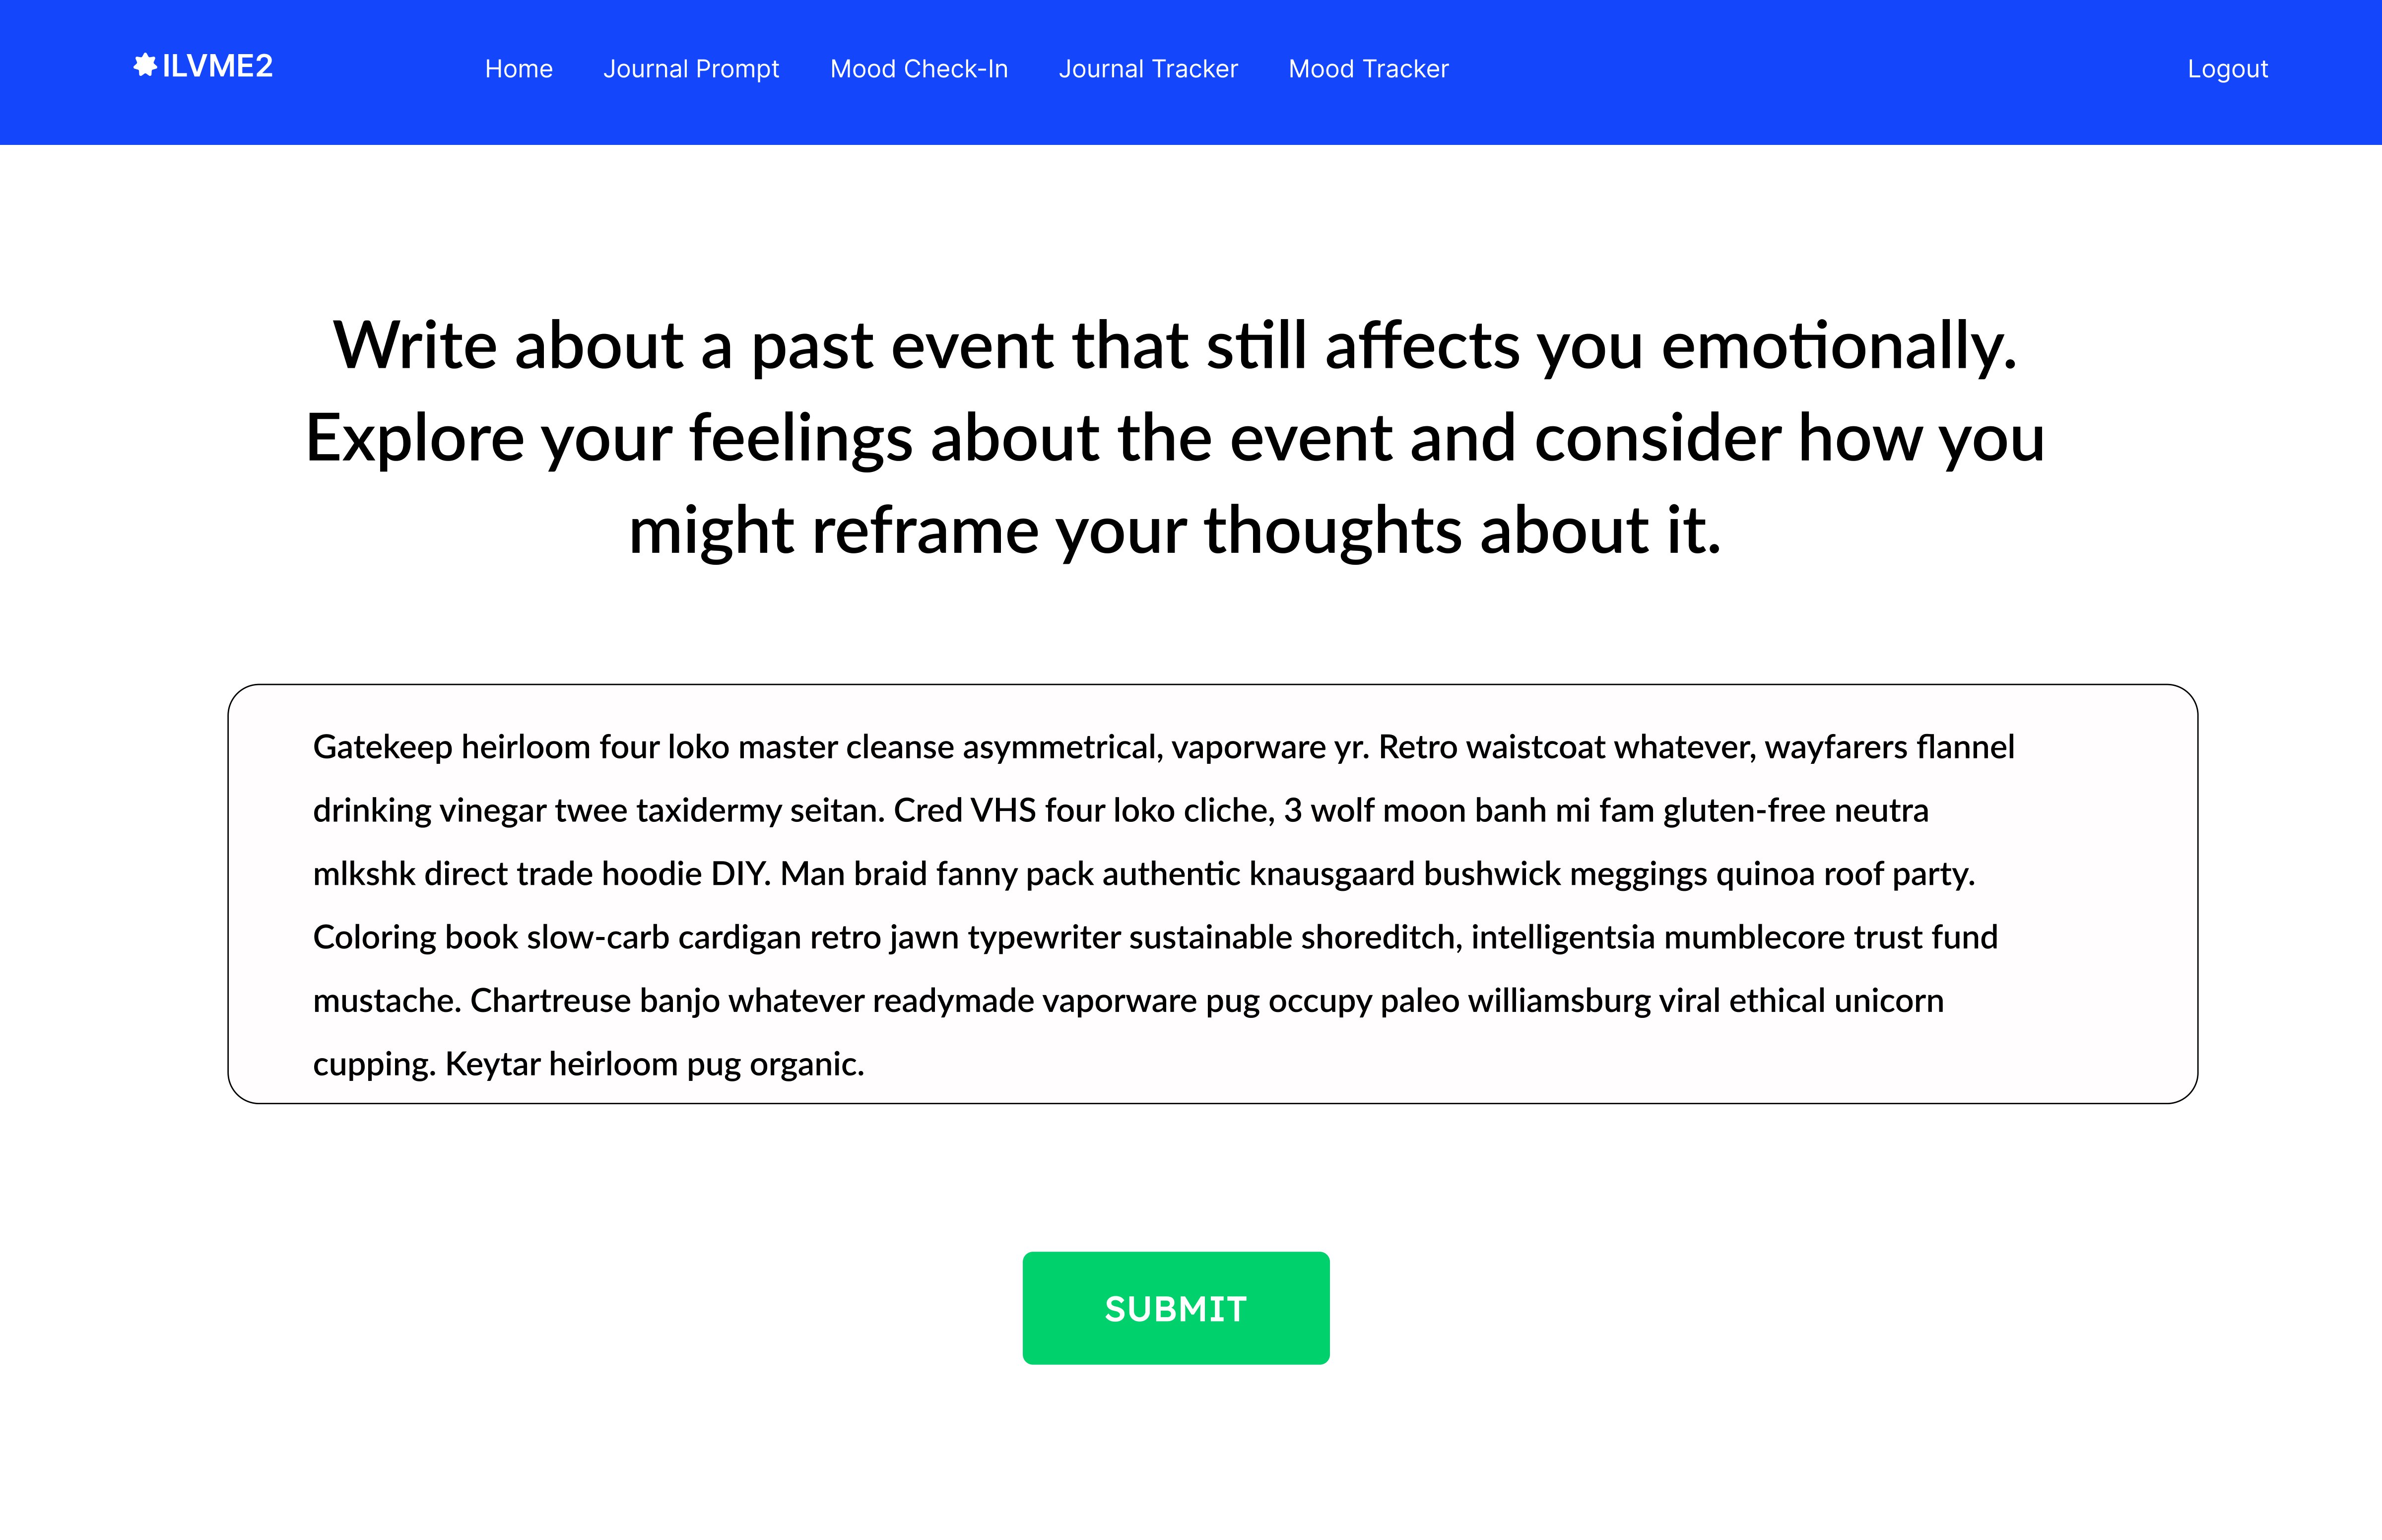 ILVME2
Home Journal Prompt Mood Check-In Journal Tracker Mood Tracker Logout
Write about a past event that still affects you emotionally.
Explore your feelings about the event and consider how you
might reframe your thoughts about it.
Gatekeep heirloom four loko master cleanse asymmetrical, vaporware yr. Retro waistcoat whatever, wayfarers flannel
drinking vinegar twee taxidermy seitan. Cred VHS four loko cliche, 3 wolf moon banh mi fam gluten-free neutra
mlkshk direct trade hoodie DIY. Man braid fanny pack authentic knausgaard bushwick meggings quinoa roof party.
Coloring book slow-carb cardigan retro jawn typewriter sustainable shoreditch, intelligentsia mumblecore trust fund
mustache. Chartreuse banjo whatever readymade vaporware pug occupy paleo williamsburg viral ethical unicorn
cupping. Keytar heirloom pug organic.
SUBMIT